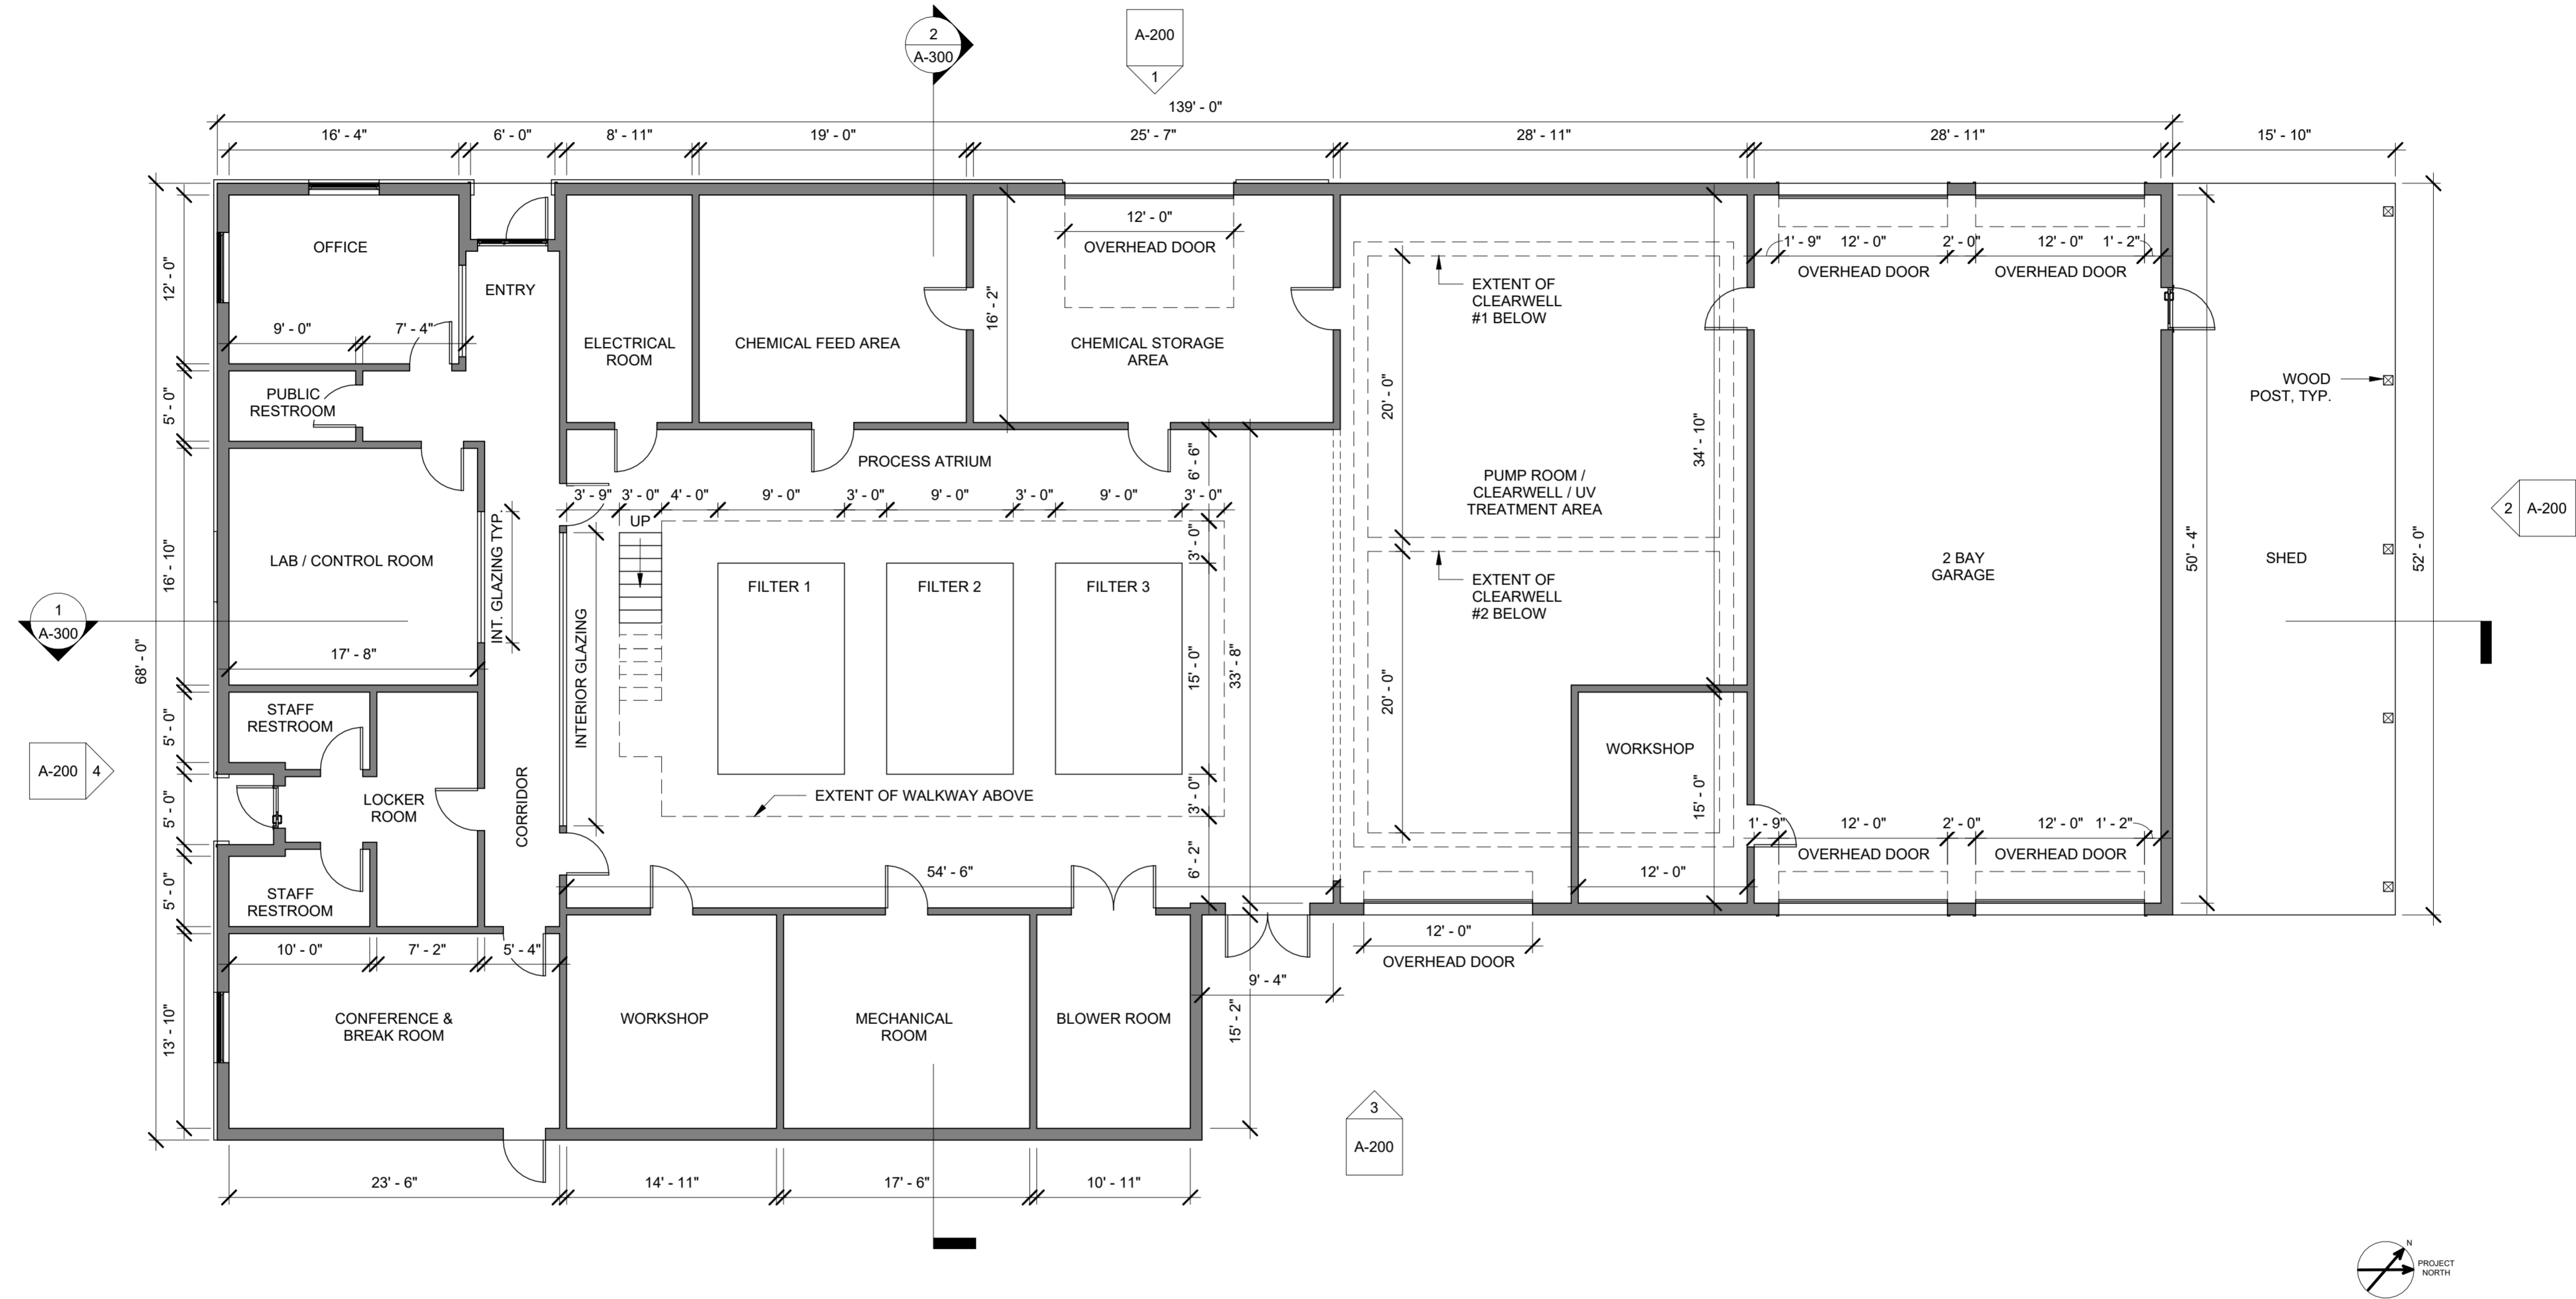 2
A-300
A-200
1
139' - 0"
16' - 4"
6' - 0"
8' - 11"
19' - 0"
25' - 7"
28' - 11"
28' - 11"
15' - 10"
12' - 0"
OVERHEAD DOOR
1' - 9"
12' - 0"
2' - 0"
12' - 0"
1' - 2"
OVERHEAD DOOR
OVERHEAD DOOR
OFFICE
ENTRY
12' - 0"
9' - 0"
7' - 4"
ELECTRICAL
ROOM
CHEMICAL FEED AREA
16' - 2"
CHEMICAL STORAGE
AREA
EXTENT OF
CLEARWELL
#1 BELOW
20' - 0"
34' - 10"
PUBLIC
RESTROOM
5' - 0"
WOOD
POST, TYP.
PROCESS ATRIUM
6' - 6"
PUMP ROOM /
CLEARWELL / UV
TREATMENT AREA
3' - 9"
3' - 0"
4' - 0"
9' - 0"
3' - 0"
9' - 0"
3' - 0"
9' - 0"
3' - 0"
UP
3' - 0"
INT. GLAZING TYP.
LAB / CONTROL ROOM
16' - 10"
17' - 8"
FILTER 1
FILTER 2
FILTER 3
EXTENT OF
CLEARWELL
#2 BELOW
2 BAY
GARAGE
50' - 4"
SHED
52' - 0"
2
A-200
1
A-300
68' - 0"
INTERIOR GLAZING
15' - 0"
33' - 8"
20' - 0"
STAFF
RESTROOM
5' - 0"
WORKSHOP
A-200
4
5' - 0"
LOCKER
ROOM
CORRIDOR
EXTENT OF WALKWAY ABOVE
3' - 0"
15' - 0"
1' - 9"
12' - 0"
2' - 0"
12' - 0"
1' - 2"
OVERHEAD DOOR
OVERHEAD DOOR
5' - 0"
STAFF
RESTROOM
54' - 6"
6' - 2"
12' - 0"
10' - 0"
7' - 2"
5' - 4"
12' - 0"
OVERHEAD DOOR
9' - 4"
13' - 10"
CONFERENCE &
BREAK ROOM
WORKSHOP
MECHANICAL
ROOM
BLOWER ROOM
15' - 2"
3
A-200
23' - 6"
14' - 11"
17' - 6"
10' - 11"
N
PROJECT
NORTH